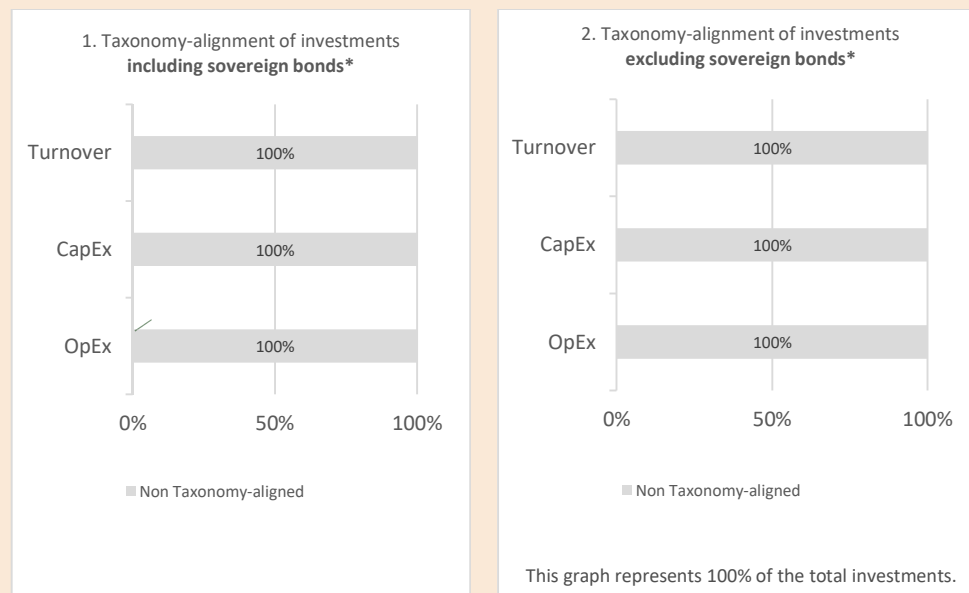 1. Taxonomy-alignment of investments
including sovereign bonds*
Turnover
100%
CapEx
100%
OpEx
100%
0%
50%
100%
Non Taxonomy-aligned
2. Taxonomy-alignment of investments
excluding sovereign bonds*
Turnover
100%
CapEx
100%
OpEx
100%
0%
50%
100%
Non Taxonomy-aligned
This graph represents 100% of the total investments.